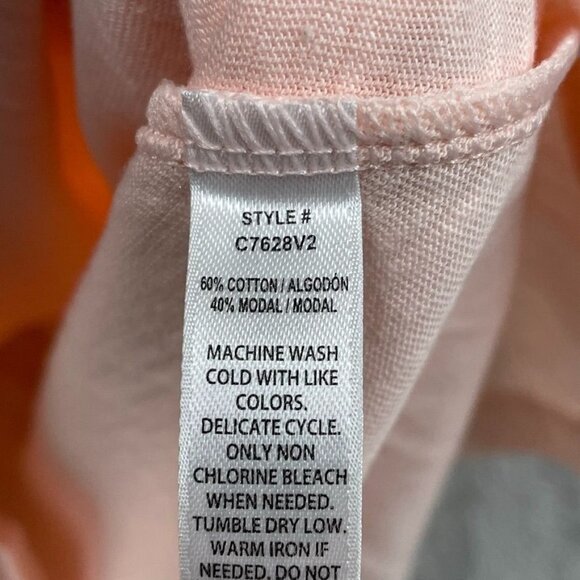 STYLE #
C7628V2
60% COTTON / ALGODÓN
40% MODAL / MODAL
MACHINE WASH
COLD WITH LIKE
COLORS.
DELICATE CYCLE.
ONLY NON
CHLORINE BLEACH
WHEN NEEDED.
TUMBLE DRY LOW.
WARM IRON IF
NEEDED. DO NOT